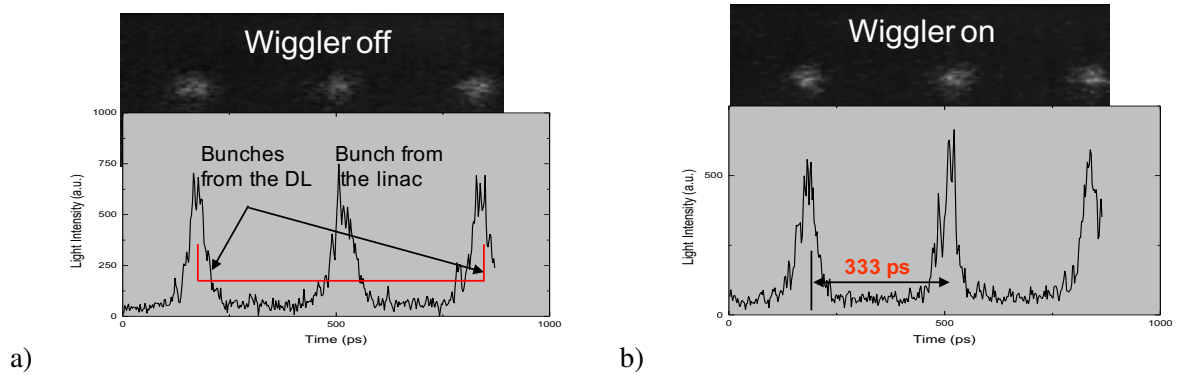 Wiggler off
1000
750
500
250
0
Light Intensity (a.u.)
Bunches
from the DL
Bunch from
the linac
0
500
1000
Time (ps)
a)
Wiggler on
500
0
Light Intensity (a.u.)
333 ps
0
500
1000
Time (ps)
b)